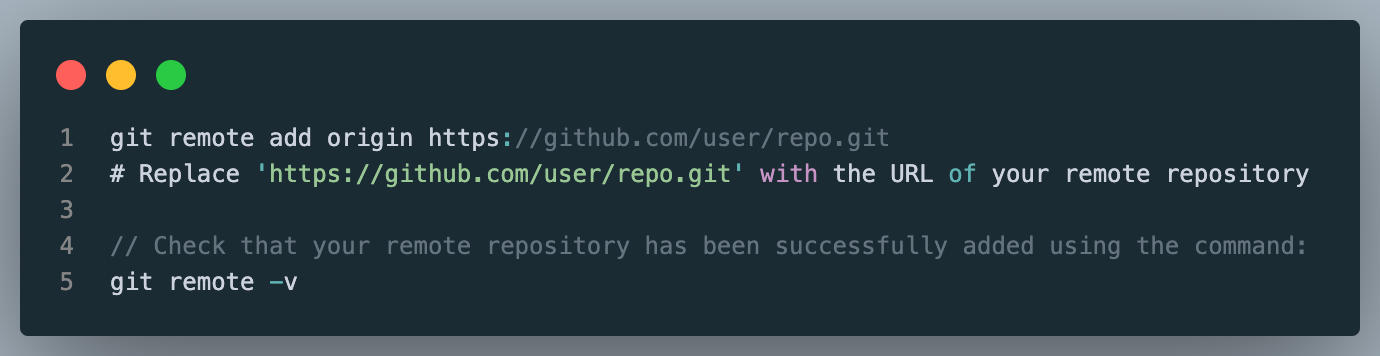 1 git remote add origin https://github.com/user/repo.git
2 # Replace 'https://github.com/user/repo.git' with the URL of your remote repository
3
4 // Check that your remote repository has been successfully added using the command:
5 git remote -v